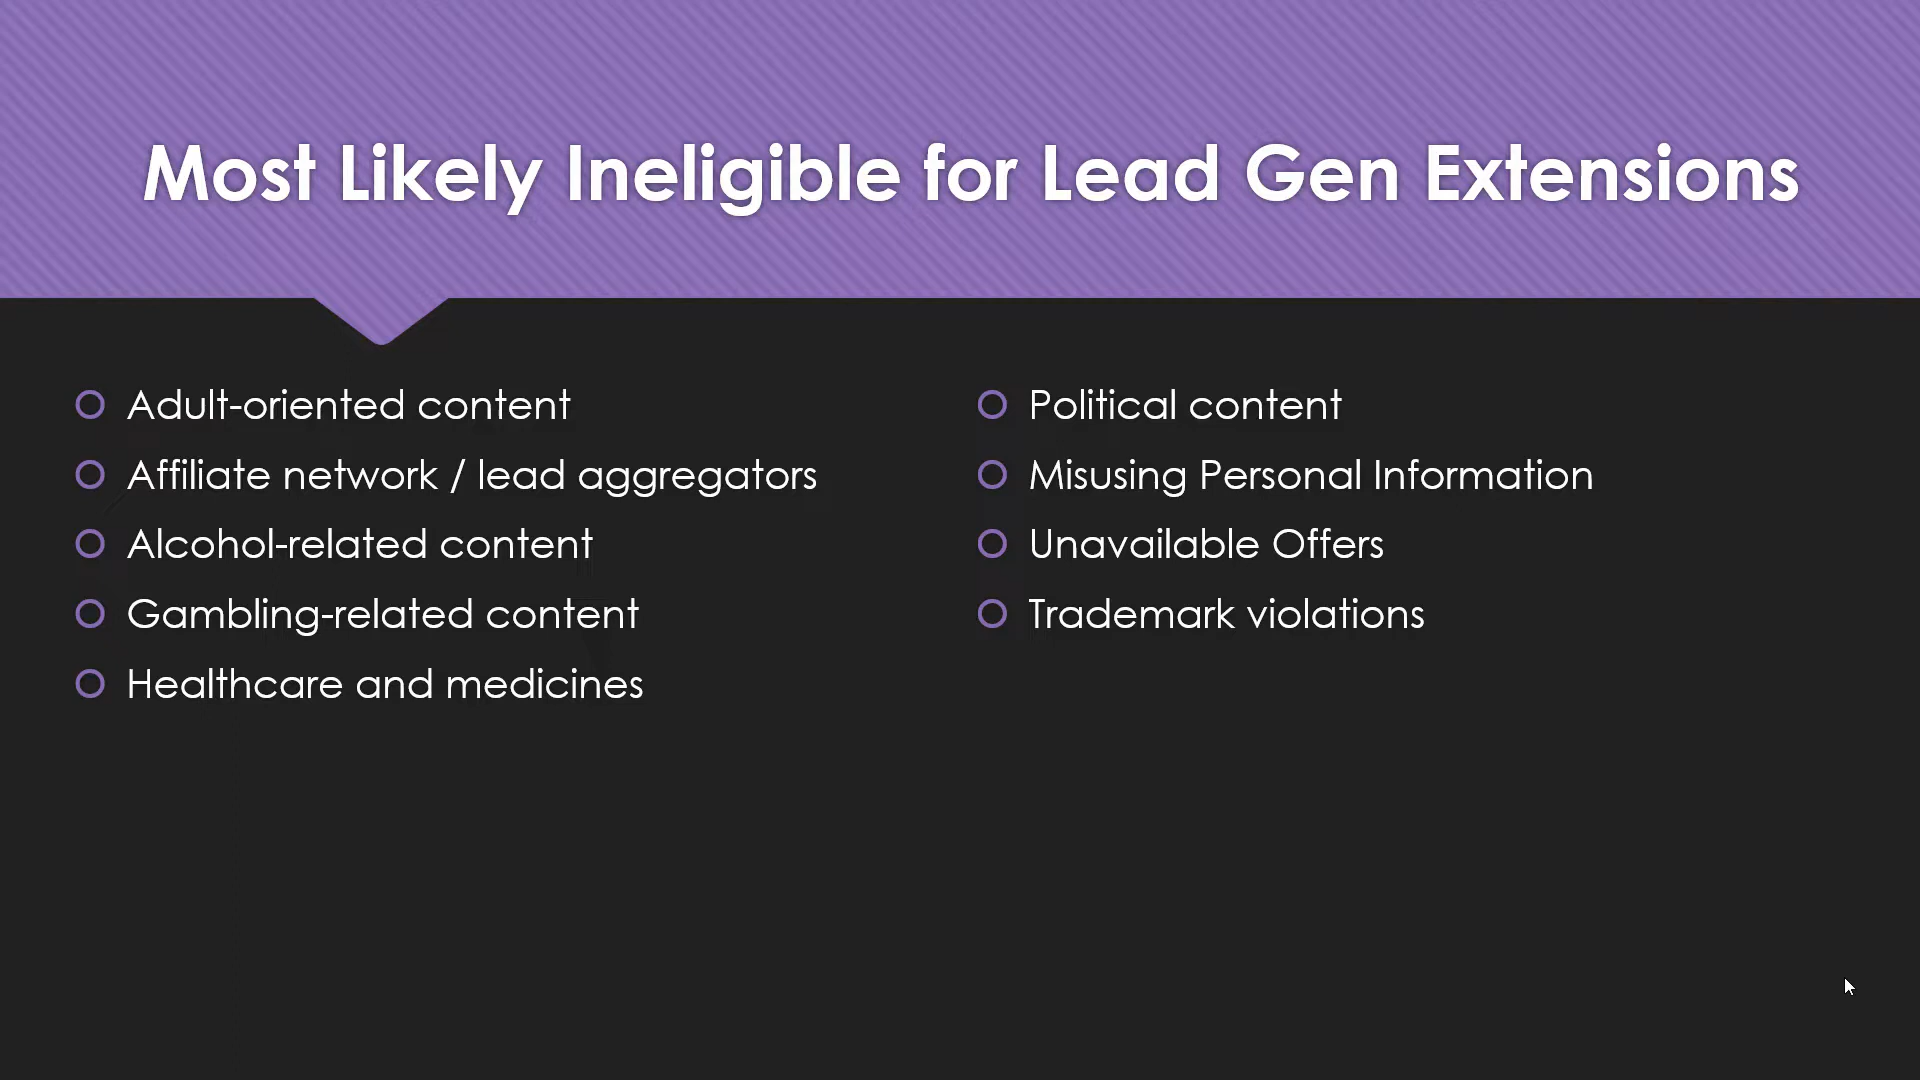 Most Likely Ineligible for Lead Gen Extensions
Adult-oriented content
Affiliate network / lead aggregators
Alcohol-related content
Gambling-related content
Healthcare and medicines
Political content
Misusing Personal Information
Unavailable Offers
Trademark violations